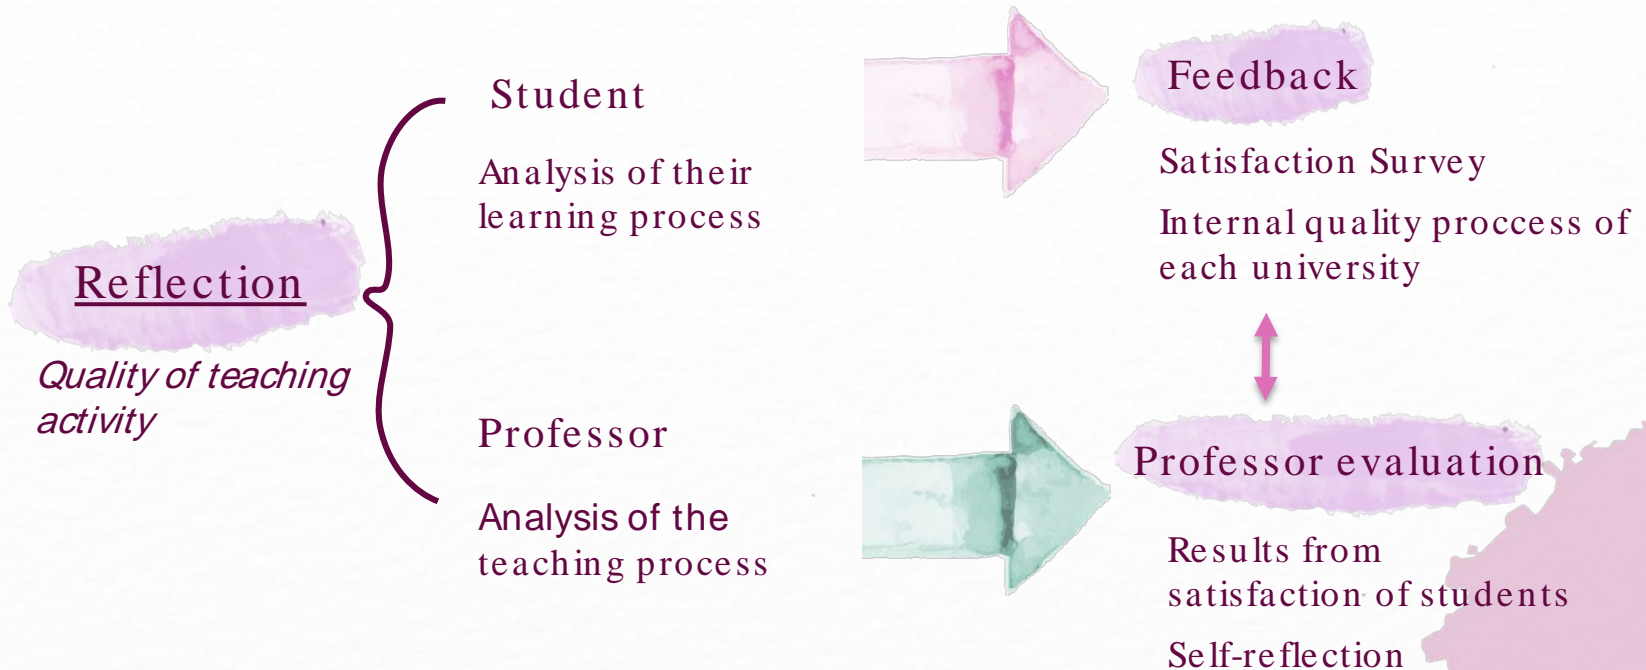 Reflection
Quality of teaching
activity
Student
Analysis of their
learning process
Professor
Analysis of the
teaching process
Feedback
Satisfaction Survey
Internal quality proccess of
each university
Professor evaluation
Results from
satisfaction of students
Self-reflection